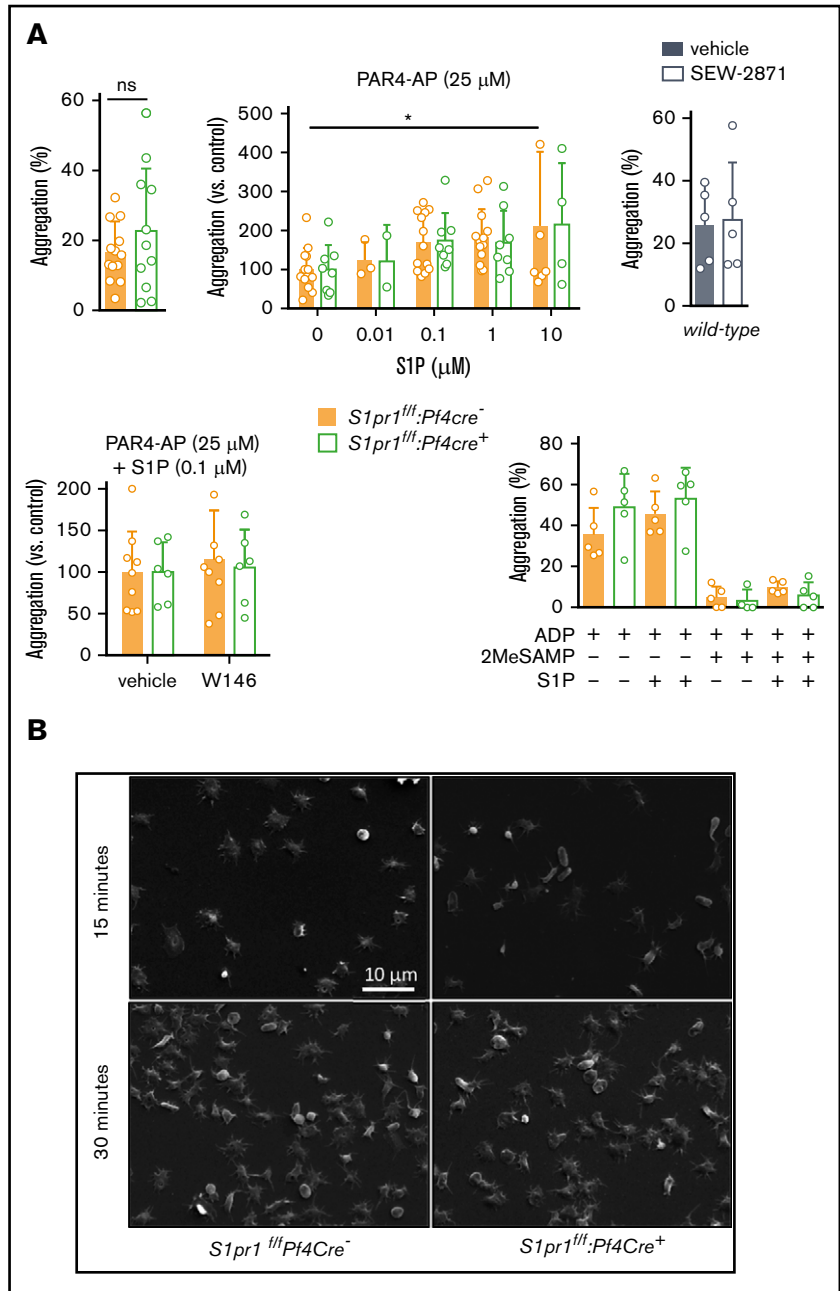 A
vehicle
SEW-2871
ns
60
40
20
0
Aggregation (%)
PAR4-AP (25 μM)
*
500
400
300
200
100
0
Aggregation (vs. control)
0 0.01 0.1 1 10
S1P (μM)
60
40
20
0
Aggregation (%)
wild-type
S1pr1f/f:Pf4cre-
S1pr1f/f:Pf4cre+
PAR4-AP (25 μM)
+ S1P (0.1 μM)
200
150
100
50
0
Aggregation (vs. control)
vehicle W146
80
60
40
20
0
Aggregation (%)
ADP + + + + + + + +
2MeSAMP – – – – + + + +
S1P – – + + – – + +
B
15 minutes
10 μm
30 minutes
S1pr1 f/fPf4Cre-
S1pr1f/f:Pf4Cre+